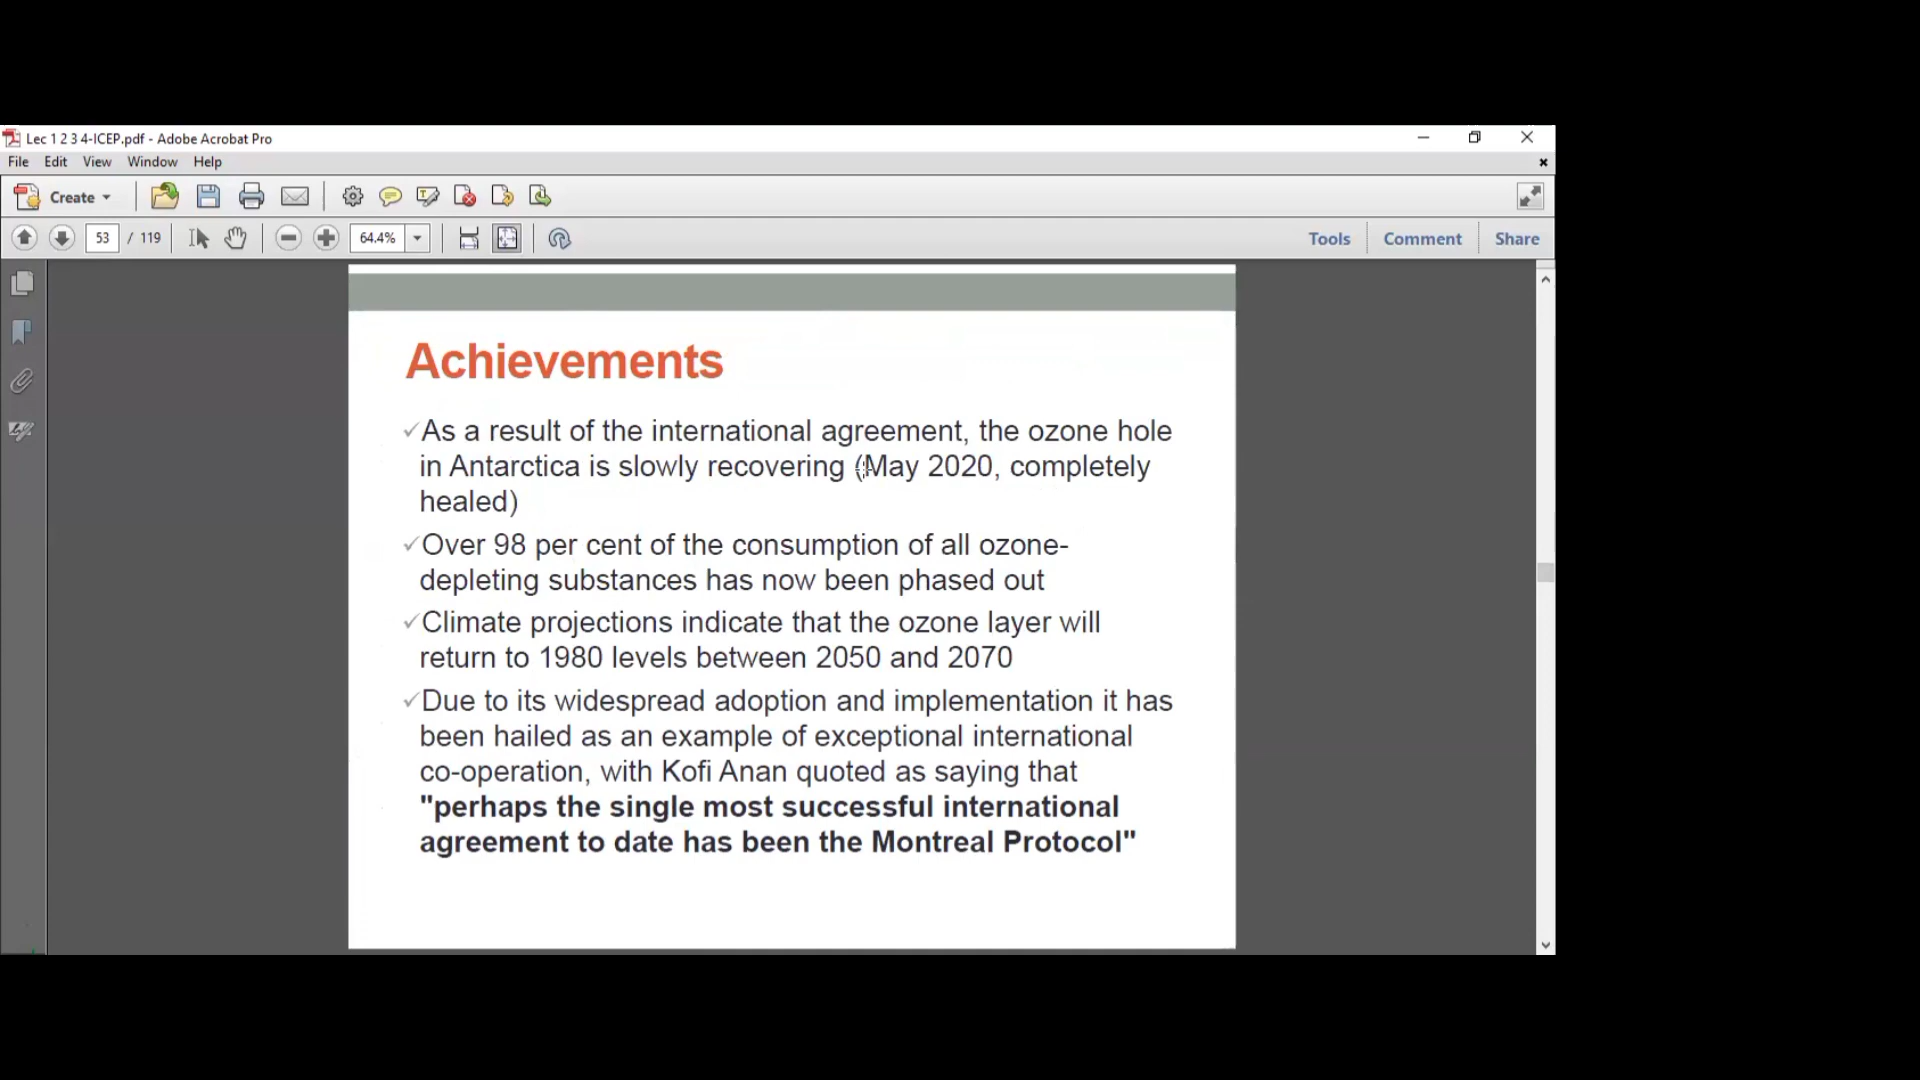 Lec 1 2 3 4-ICEP.pdf - Adobe Acrobat Pro
File Edit View Window Help
Create
53 / 119 64.4% Tools Comment Share
Achievements
As a result of the international agreement, the ozone hole
in Antarctica is slowly recovering (May 2020, completely
healed)
Over 98 per cent of the consumption of all ozone-
depleting substances has now been phased out
Climate projections indicate that the ozone layer will
return to 1980 levels between 2050 and 2070
Due to its widespread adoption and implementation it has
been hailed as an example of exceptional international
co-operation, with Kofi Anan quoted as saying that
"perhaps the single most successful international
agreement to date has been the Montreal Protocol"